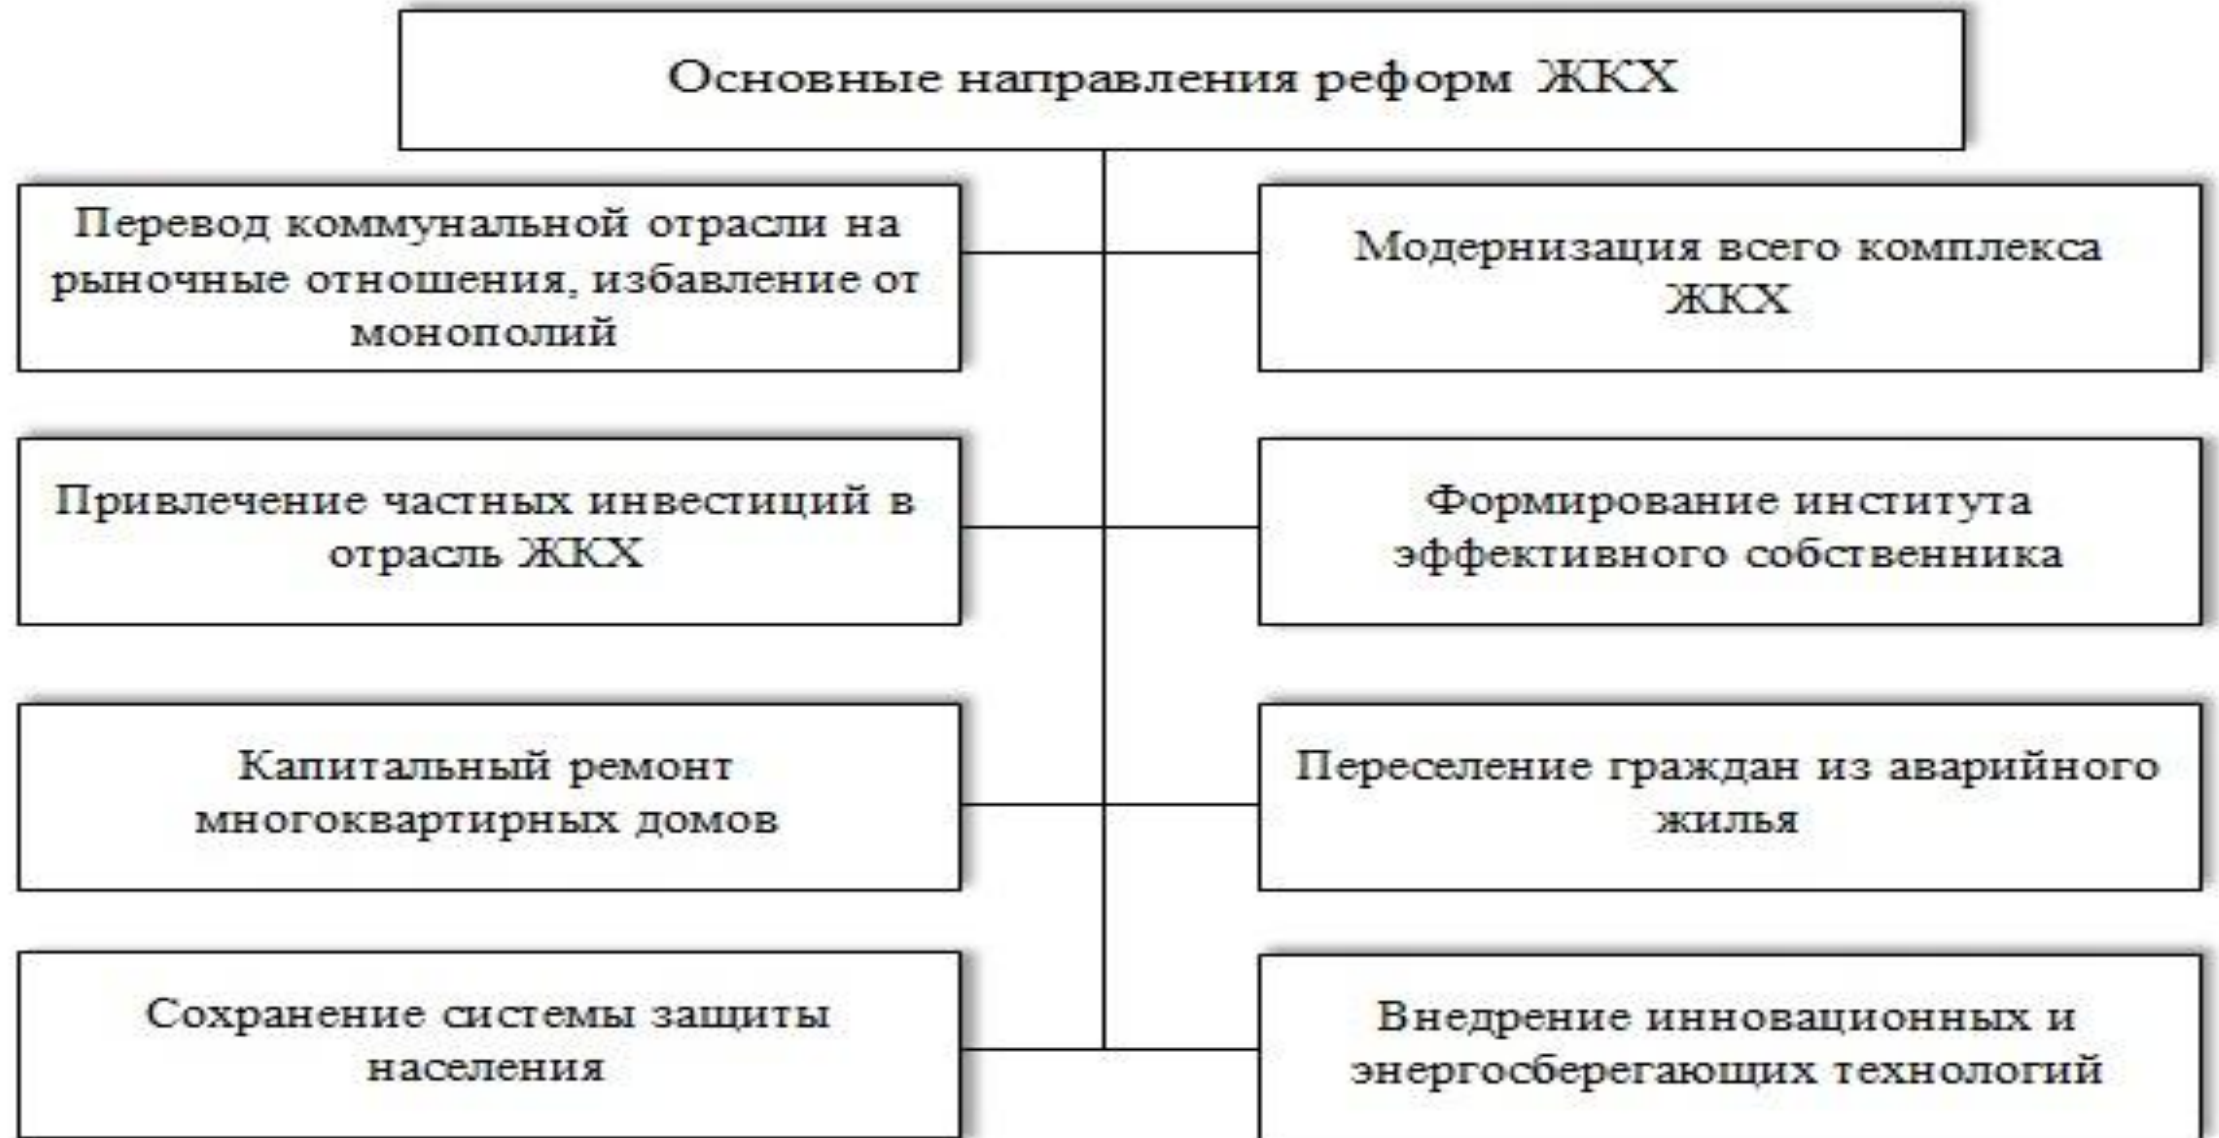 Основные направления реформ ЖКХ
Перевод коммунальной отрасли на
рыночные отношения, избавление от
монополий
Модернизация всего комплекса
ЖКХ
Привлечение частных инвестиций в
отрасль ЖКХ
Формирование института
эффективного собственника
Капитальный ремонт
многоквартирных домов
Переселение граждан из аварийного
жилья
Сохранение системы защиты
населения
Внедрение инновационных и
энергосберегающих технологий